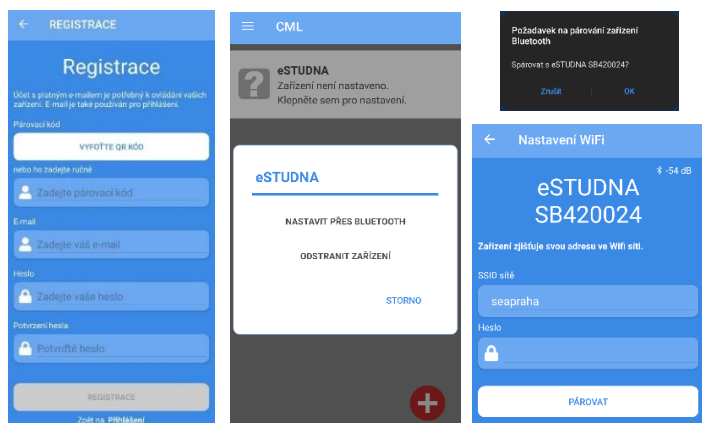 REGISTRACE
Registrace
Účet s platným e-mailem je potřebný k ovládání vašich
zařízení. E-mail je také používán pro přihlášení.
Párovací kód
VYFOŤTE QR KÓD
nebo ho zadejte ručně
Zadejte párovací kód
E-mail
Zadejte váš e-mail
Heslo
Zadejte vaše heslo
Potvrzení hesla
Potvrďtě heslo
REGISTRACE
Zpět na Přihlášení
CML
eSTUDNA
Zařízení není nastaveno.
Klepněte sem pro nastavení.
eSTUDNA
NASTAVIT PŘES BLUETOOTH
ODSTRANIT ZAŘÍZENÍ
STORNO
Požadavek na párování zařízení
Bluetooth
Spárovat s eSTUDNA SB420024?
Zrušit
OK
Nastavení WiFi
-54 dB
eSTUDNA
SB420024
Zařízení zjišťuje svou adresu ve Wifi síti.
SSID sítě
seapraha
Heslo
PÁROVAT